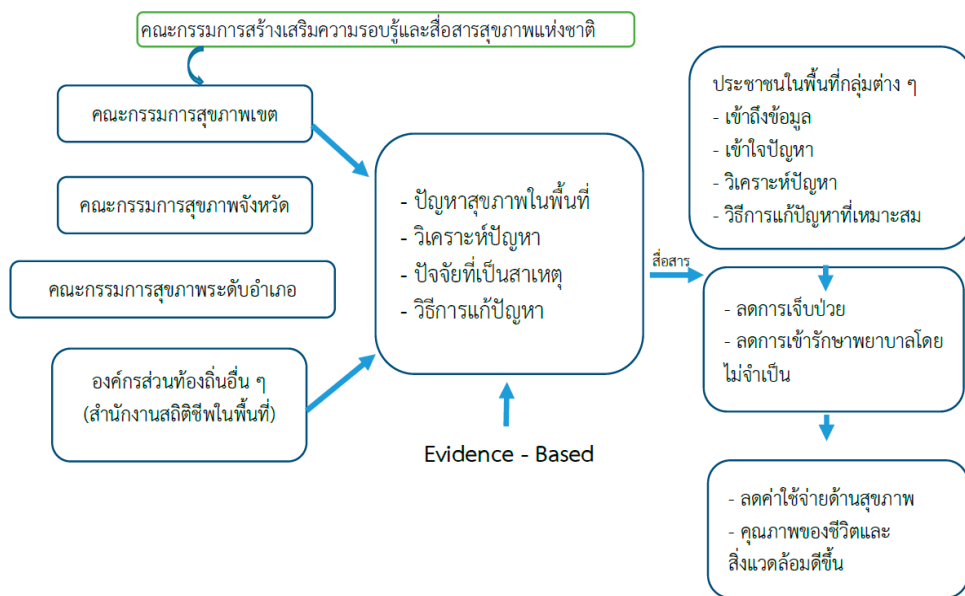 คณะกรรมการสร้างเสริมความรอบรู้และสื่อสารสุขภาพแห่งชาติ
คณะกรรมการสุขภาพเขต
คณะกรรมการสุขภาพจังหวัด
คณะกรรมการสุขภาพระดับอำเภอ
องค์กรส่วนท้องถิ่นอื่น ๆ
(สำนักงานสถิติชีพในพื้นที่)
- ปัญหาสุขภาพในพื้นที่
- วิเคราะห์ปัญหา
- ปัจจัยที่เป็นสาเหตุ
- วิธีการแก้ปัญหา
Evidence - Based
สื่อสาร
ประชาชนในพื้นที่กลุ่มต่าง ๆ
- เข้าถึงข้อมูล
- เข้าใจปัญหา
- วิเคราะห์ปัญหา
- วิธีการแก้ปัญหาที่เหมาะสม
- ลดการเจ็บป่วย
- ลดการเข้ารักษาพยาบาลโดย
ไม่จำเป็น
- ลดค่าใช้จ่ายด้านสุขภาพ
- คุณภาพของชีวิตและ
สิ่งแวดล้อมดีขึ้น